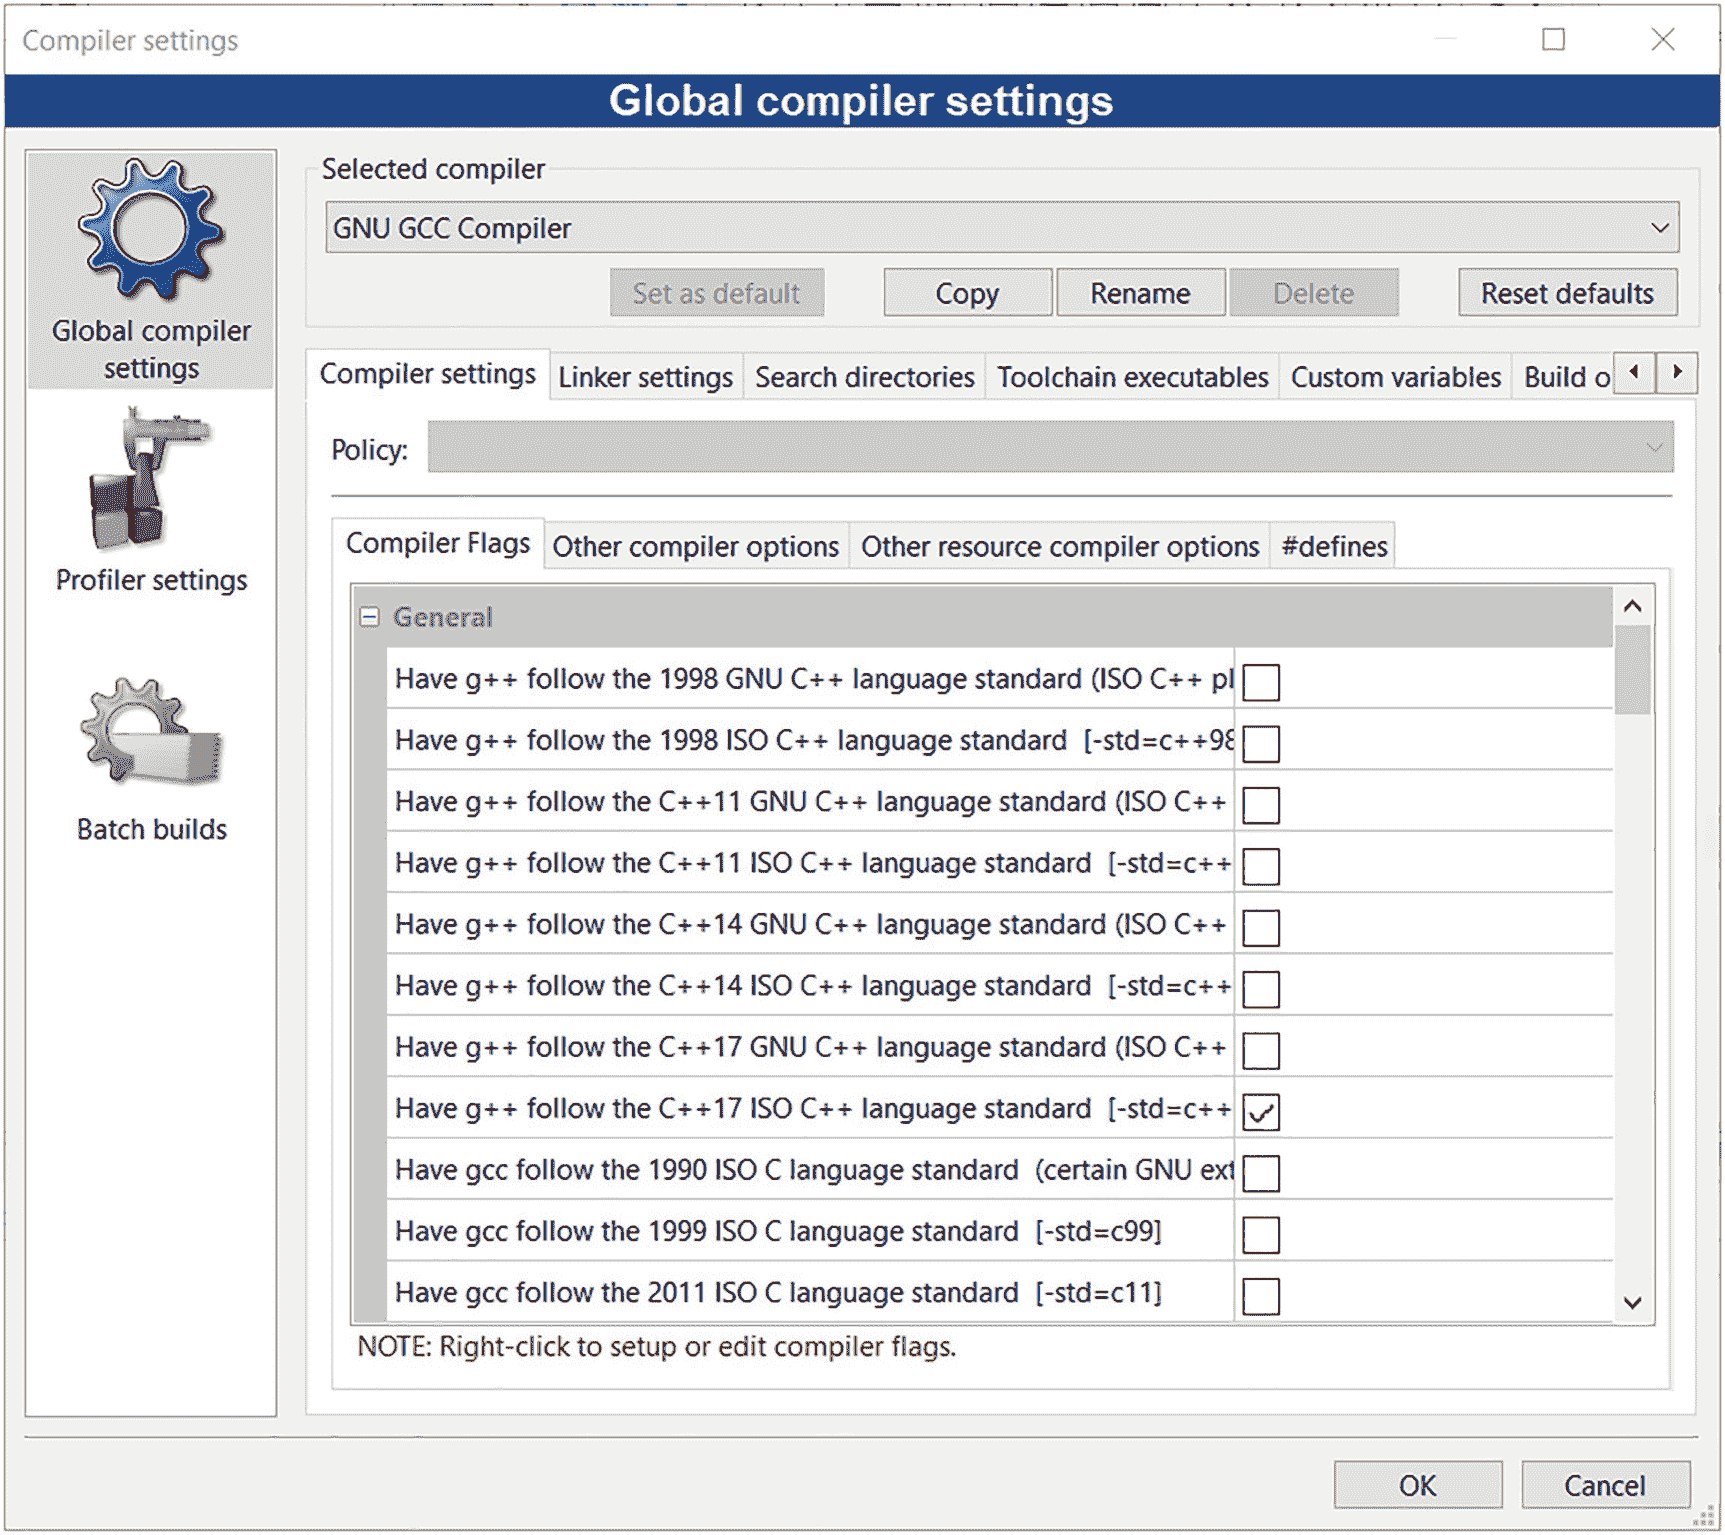 Compiler settings
Global compiler settings
Global compiler
settings
Profiler settings
Batch builds
Selected compiler
GNU GCC Compiler
Set as default
Copy
Rename
Delete
Reset defaults
Compiler settings
Linker settings
Search directories
Toolchain executables
Custom variables
Build o
Policy:
Compiler Flags
Other compiler options
Other resource compiler options
#defines
General
Have g++ follow the 1998 GNU C++ language standard (ISO C++ pl
Have g++ follow the 1998 ISO C++ language standard [-std=c++98
Have g++ follow the C++11 GNU C++ language standard (ISO C++
Have g++ follow the C++11 ISO C++ language standard [-std=c++
Have g++ follow the C++14 GNU C++ language standard (ISO C++
Have g++ follow the C++14 ISO C++ language standard [-std=c++
Have g++ follow the C++17 GNU C++ language standard (ISO C++
Have g++ follow the C++17 ISO C++ language standard [-std=c++
Have gcc follow the 1990 ISO C language standard (certain GNU ext
Have gcc follow the 1999 ISO C language standard [-std=c99]
Have gcc follow the 2011 ISO C language standard [-std=c11]
NOTE: Right-click to setup or edit compiler flags.
OK
Cancel